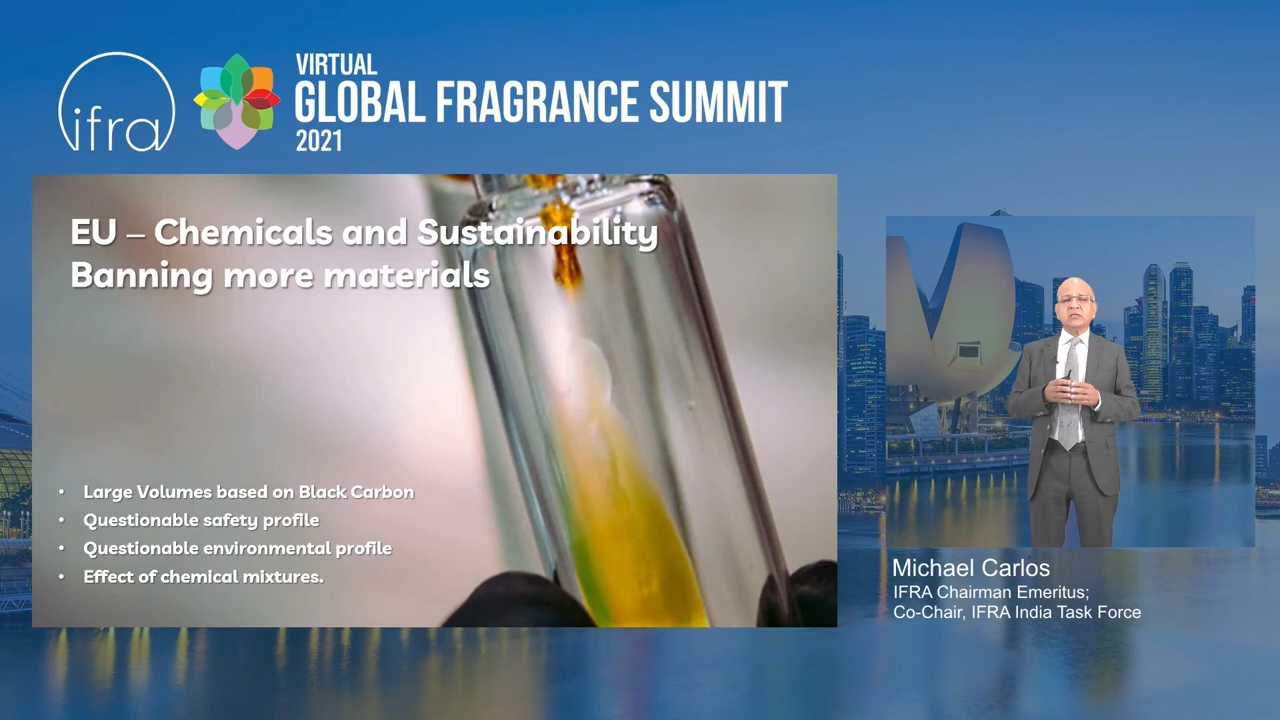 ifra
VIRTUAL
GLOBAL FRAGRANCE SUMMIT
2021
EU – Chemicals and Sustainability
Banning more materials
• Large Volumes based on Black Carbon
• Questionable safety profile
• Questionable environmental profile
• Effect of chemical mixtures.
Michael Carlos
IFRA Chairman Emeritus;
Co-Chair, IFRA India Task Force